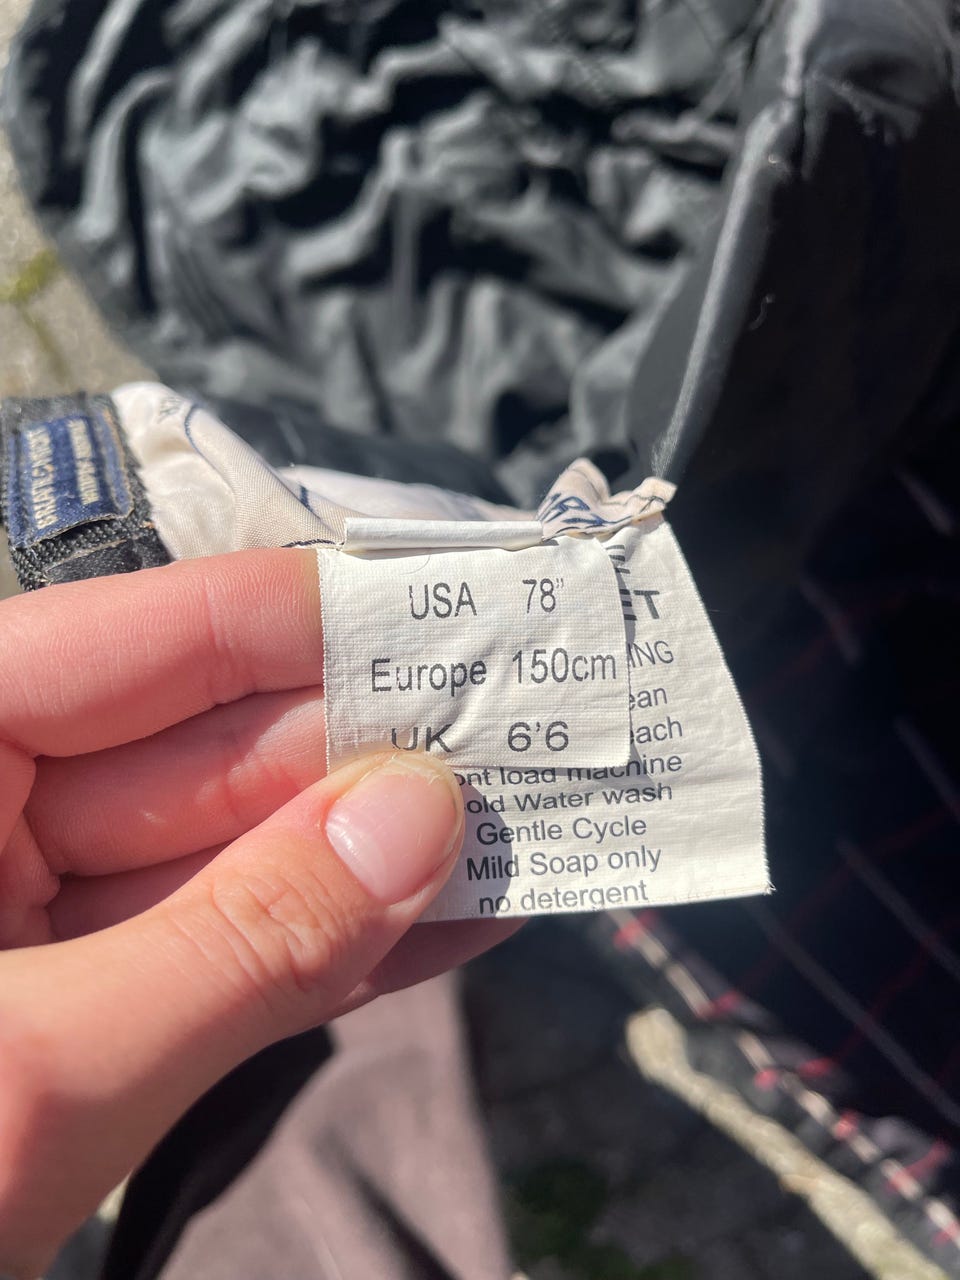 USA 78"
Europe 150cm
UK 6'6
ET
ING
ean
each
ont load machine
old Water wash
Gentle Cycle
Mild Soap only
no detergent